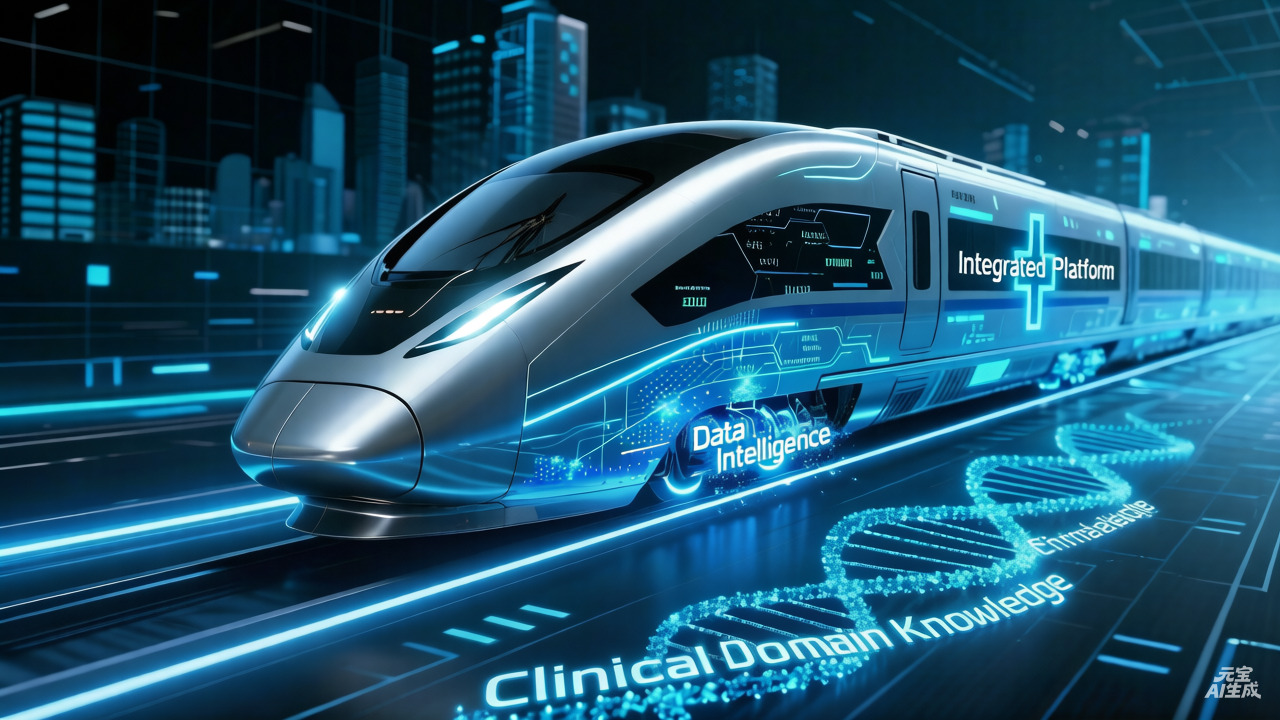 Integrated Platform
Data
Intelligence
Clinical Domain Knowledge
元宝
AI生成